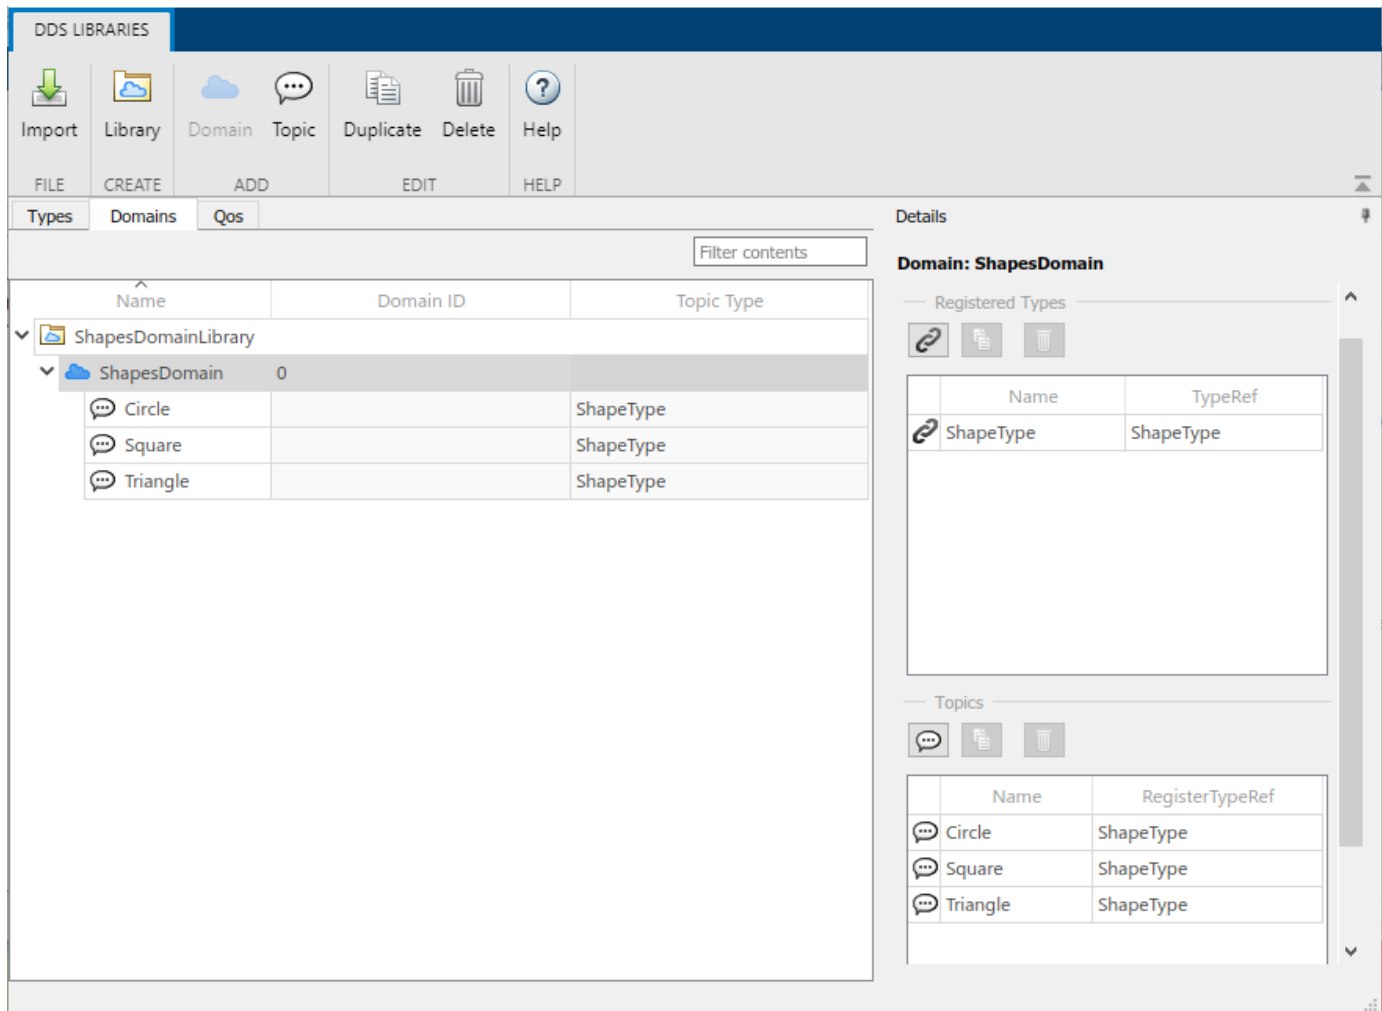 DDS LIBRARIES
Import Library Domain Topic Duplicate Delete Help
FILE CREATE ADD EDIT HELP
Types Domains Qos
Filter contents
Name Domain ID Topic Type
ShapesDomainLibrary
ShapesDomain 0
Circle ShapeType
Square ShapeType
Triangle ShapeType
Details
Domain: ShapesDomain
Registered Types
Name TypeRef
ShapeType ShapeType
Topics
Name RegisterTypeRef
Circle ShapeType
Square ShapeType
Triangle ShapeType